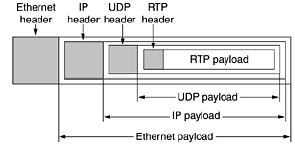 Ethernet IP UDP RTP
header header header header
RTP payload
UDP payload
IP payload
Ethernet payload